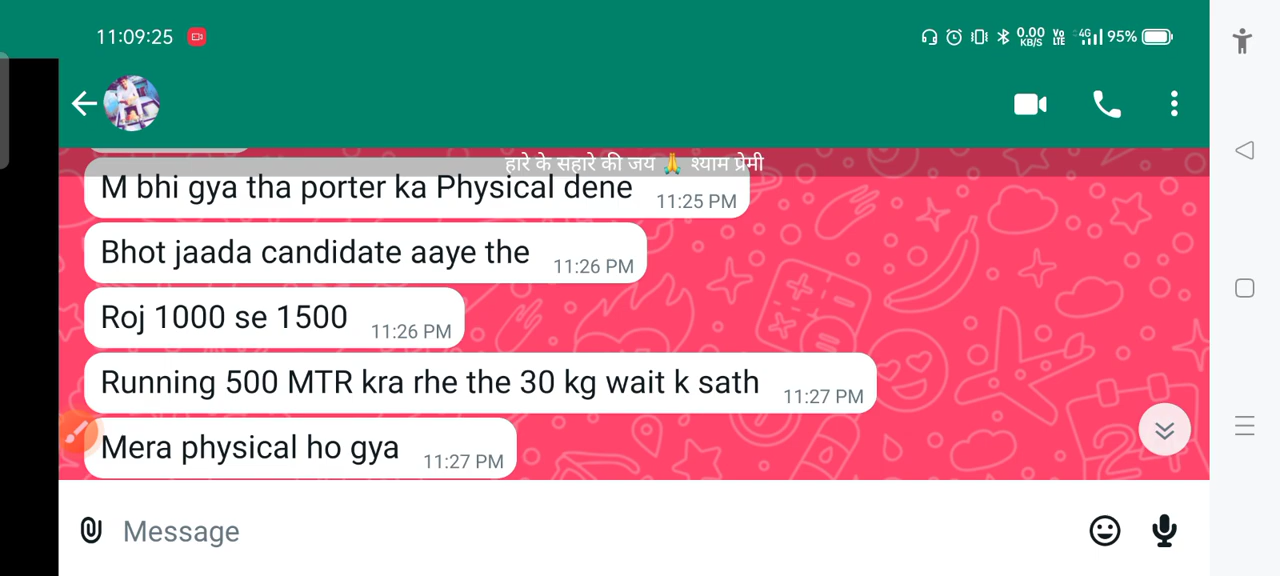 11:09:25
0.00 KB/S Vo LTE 4G 95%
हारे के सहारे की जय 🙏 श्याम प्रेमी
M bhi gya tha porter ka Physical dene 11:25 PM
Bhot jaada candidate aaye the 11:26 PM
Roj 1000 se 1500 11:26 PM
Running 500 MTR kra rhe the 30 kg wait k sath 11:27 PM
Mera physical ho gya 11:27 PM
Message